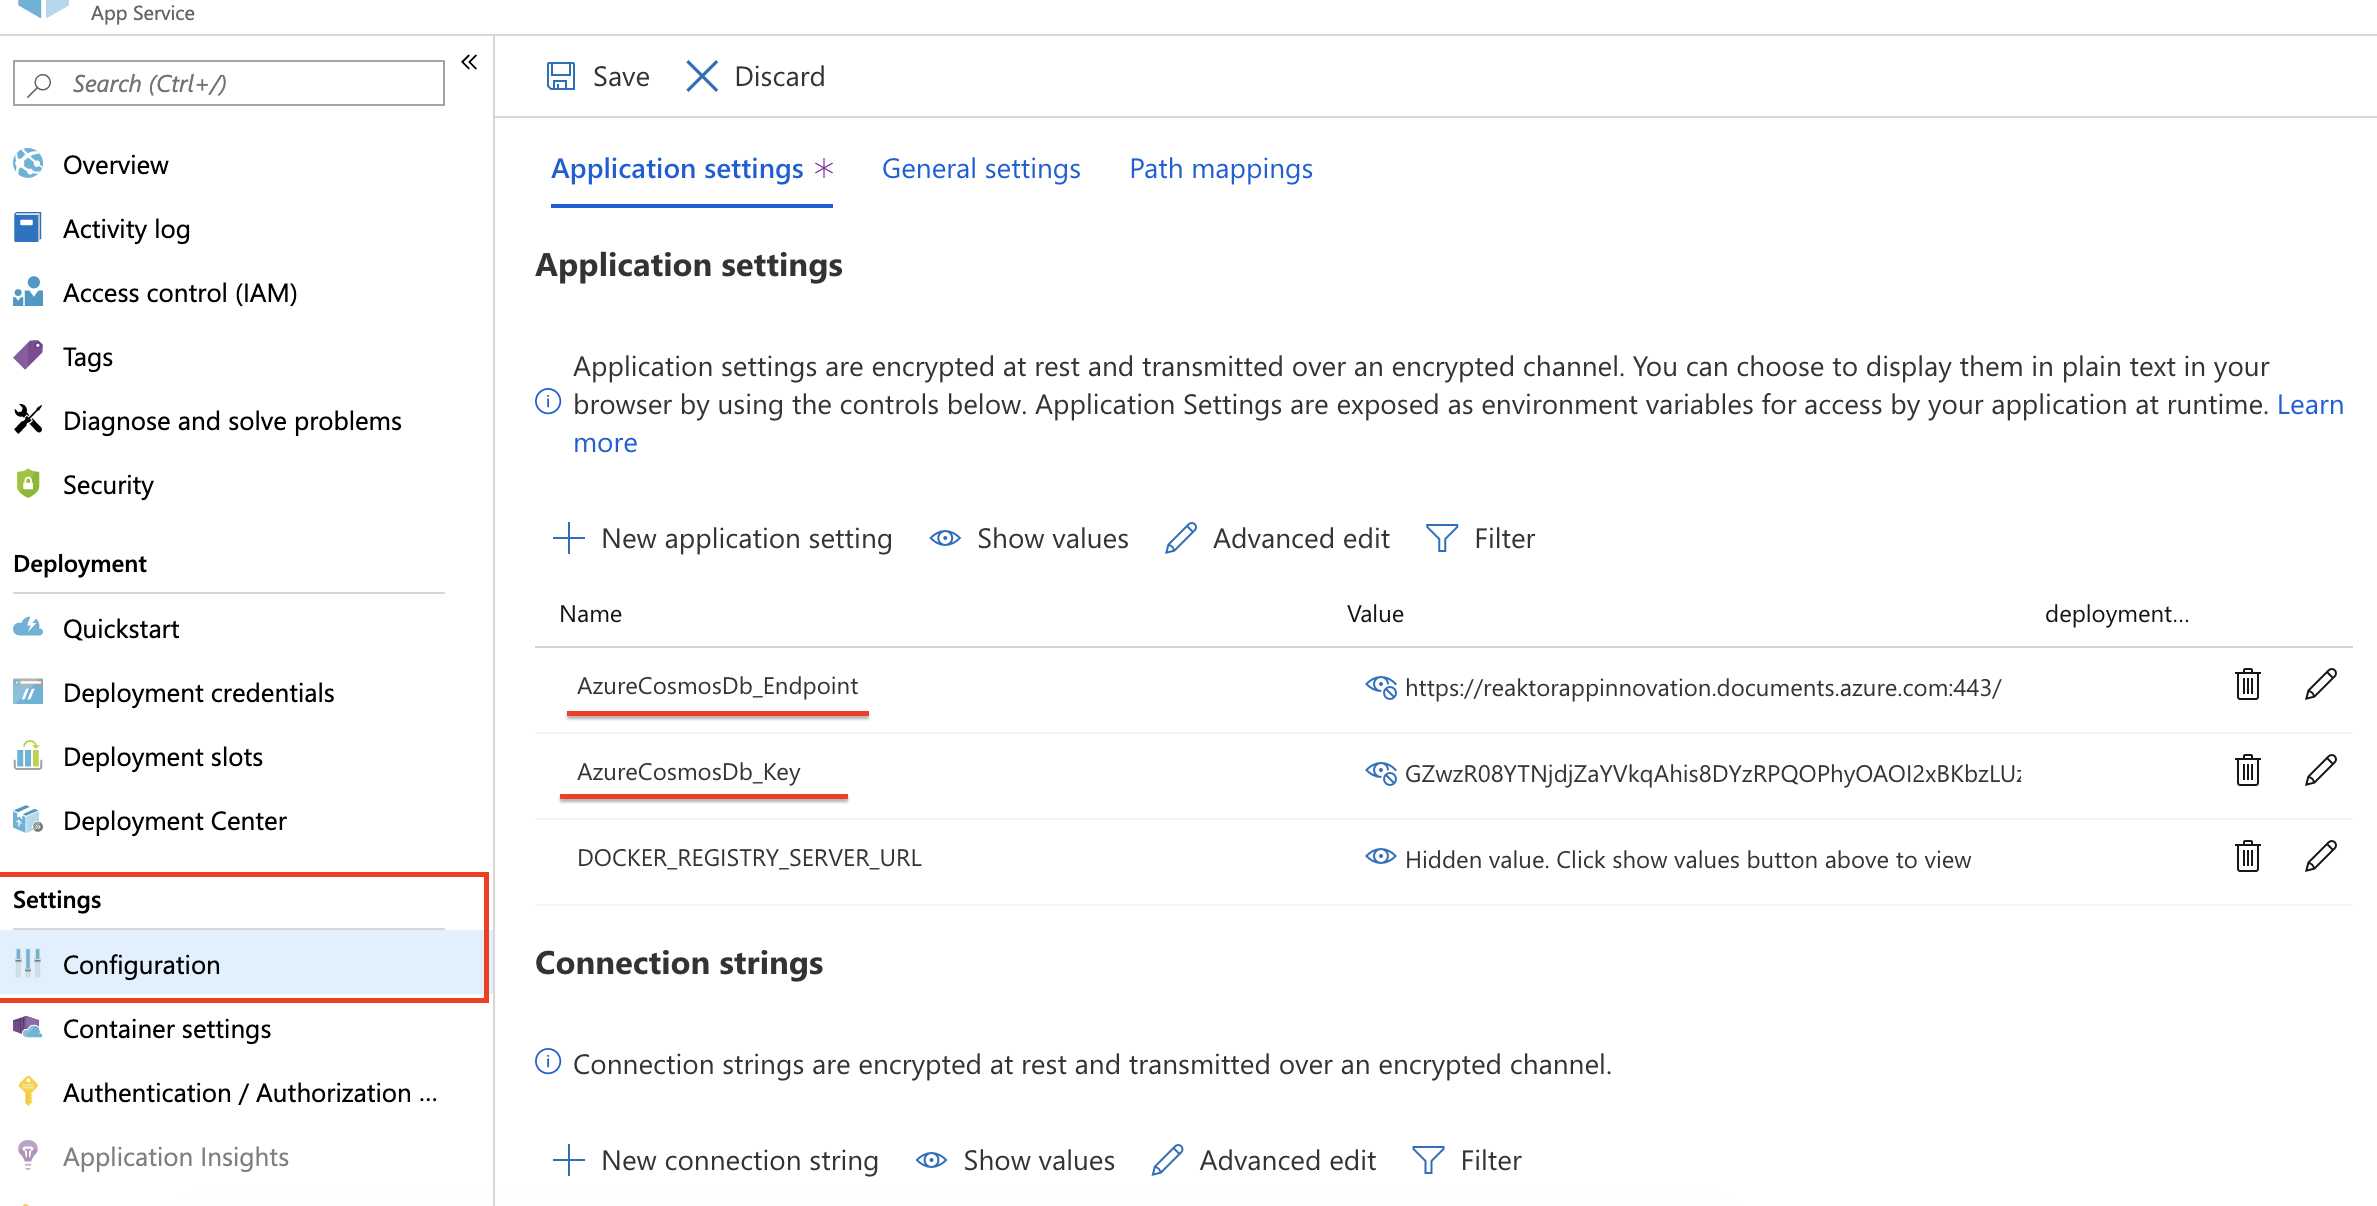 App Service
Search (Ctrl+/)
«
Overview
Activity log
Access control (IAM)
Tags
Diagnose and solve problems
Security
Deployment
Quickstart
Deployment credentials
Deployment slots
Deployment Center
Settings
Configuration
Container settings
Authentication / Authorization ...
Application Insights
Save
Discard
Application settings *
General settings
Path mappings
Application settings
Application settings are encrypted at rest and transmitted over an encrypted channel. You can choose to display them in plain text in your
browser by using the controls below. Application Settings are exposed as environment variables for access by your application at runtime. Learn
more
New application setting
Show values
Advanced edit
Filter
Name
Value
deployment...
AzureCosmosDb_Endpoint
https://reaktorappinnovation.documents.azure.com:443/
AzureCosmosDb_Key
GZwzR08YTNjdjZaYVkqAhis8DYzRPQOPhyOAOI2xBKbzLUz
DOCKER_REGISTRY_SERVER_URL
Hidden value. Click show values button above to view
Connection strings
Connection strings are encrypted at rest and transmitted over an encrypted channel.
New connection string
Show values
Advanced edit
Filter